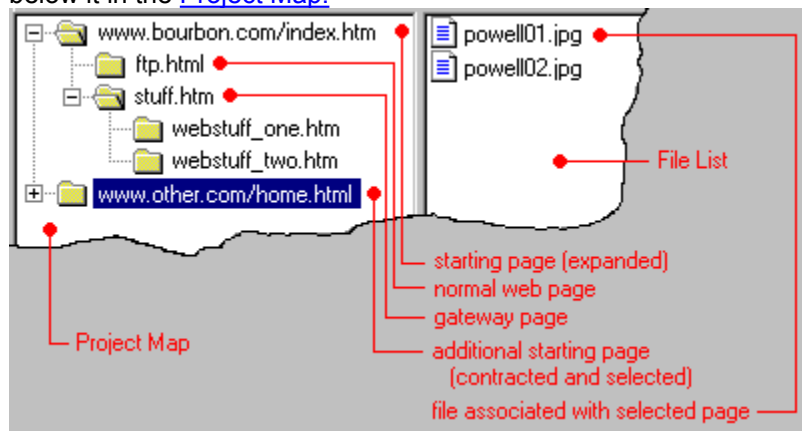 below it in the Project Map.
www.bourbon.com/index.htm
ftp.html
stuff.htm
webstuff_one.htm
webstuff_two.htm
www.other.com/home.html
powell01.jpg
powell02.jpg
File List
starting page (expanded)
normal web page
gateway page
Project Map
additional starting page
(contracted and selected)
file associated with selected page